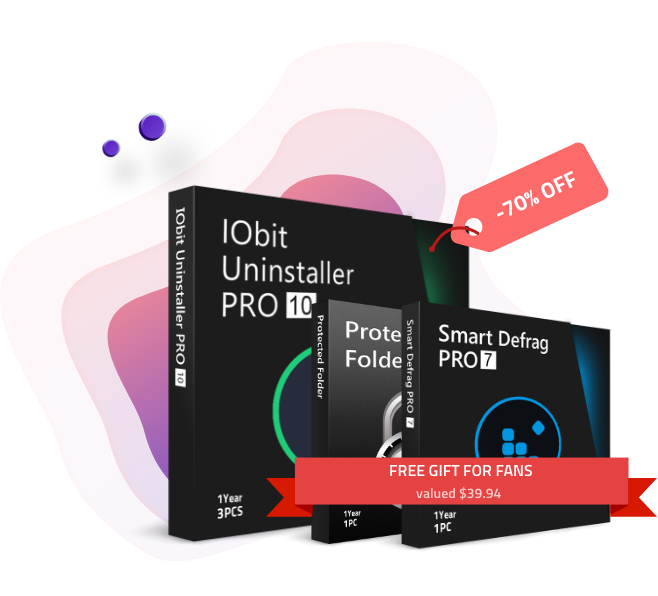 -70% OFF
IObit Uninstaller PRO 10
IObit
Uninstaller
PRO 10
1Year
3PCS
Protected Folder
Prote
Folde
1Year
1PC
Smart Defrag PRO 7
Smart Defrag
PRO 7
1Year
1PC
FREE GIFT FOR FANS
valued $39.94